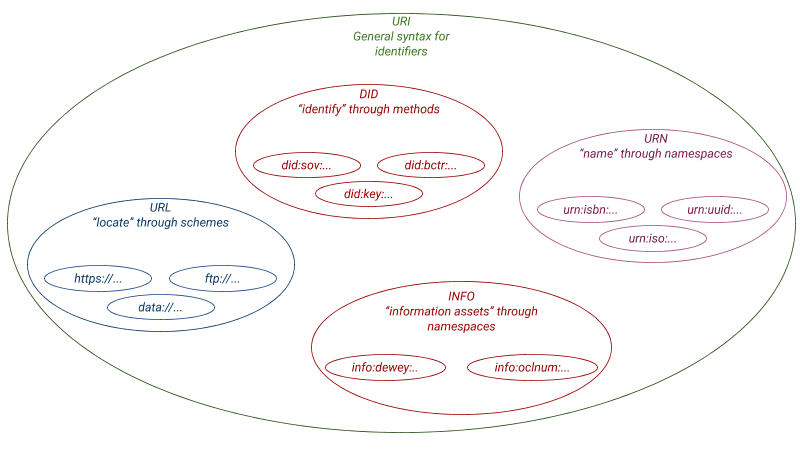 URI
General syntax for
identifiers
DID
“identify” through methods
did:sov:...
did:bctr:...
did:key:...
URN
“name” through namespaces
urn:isbn:...
urn:uuid:...
urn:iso:...
URL
“locate” through schemes
https://...
ftp://...
data://...
INFO
“information assets” through
namespaces
info:dewey:..
info:oclnum:...